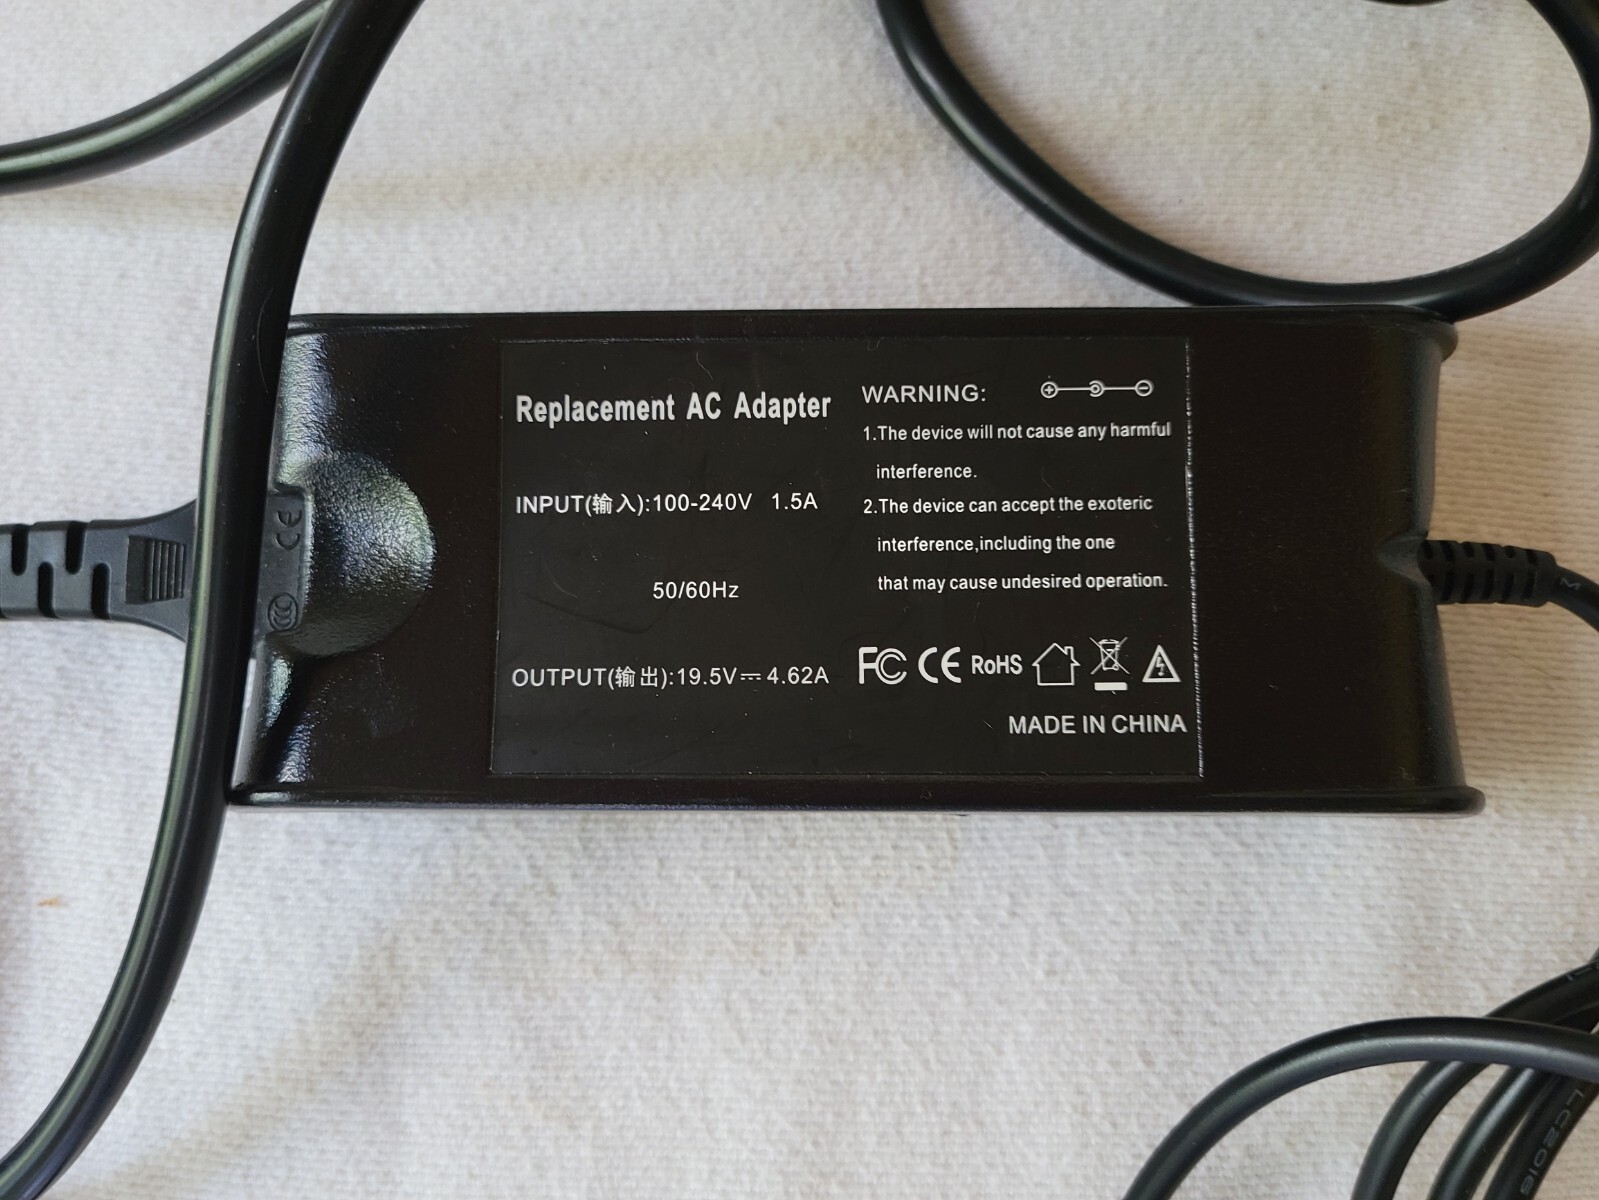 Replacement AC Adapter
INPUT(输入):100-240V 1.5A
50/60Hz
OUTPUT(输出):19.5V⎓4.62A
WARNING:
1.The device will not cause any harmful
interference.
2.The device can accept the exoteric
interference,including the one
that may cause undesired operation.
FC CE RoHS
MADE IN CHINA
CE
CCC